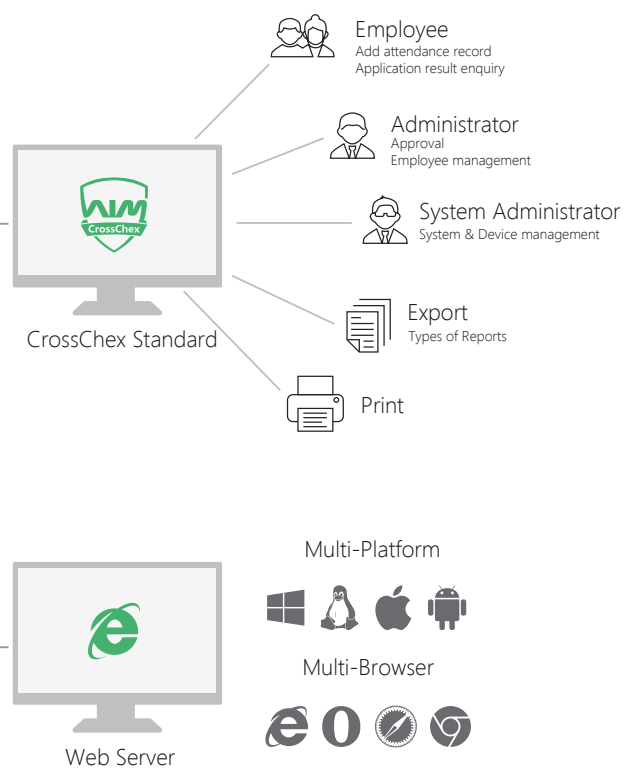 Employee
Add attendance record
Application result enquiry
Administrator
Approval
Employee management
AIM
CrossChex
System Administrator
System & Device management
CrossChex Standard
Export
Types of Reports
Print
Multi-Platform
Multi-Browser
Web Server